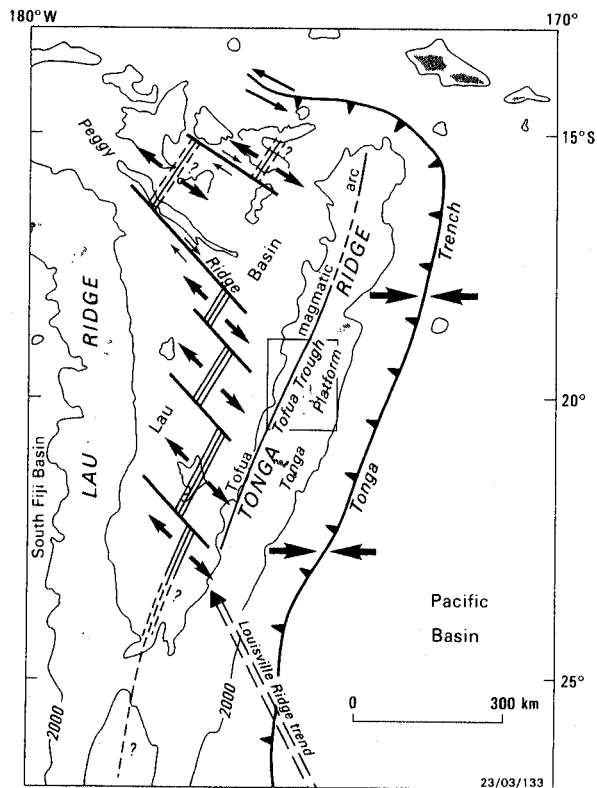 180°W
170°
15°S
Peggy
?
?
arc
Trench
Basin
Ridge
magmatic
RIDGE
RIDGE
Tofua Trough
Platform
20°
Lau
LAU
South Fiji Basin
Tofua
TONGA
Tonga
Tonga
Pacific
Basin
?
Louisville Ridge trend
25°
0 300 km
2000
2000
?
23/03/133